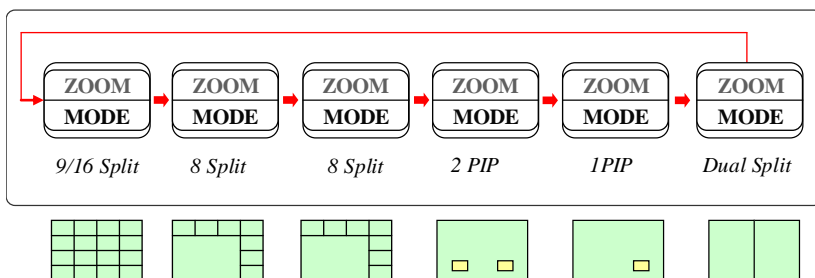 ZOOM ZOOM ZOOM ZOOM ZOOM ZOOM
MODE MODE MODE MODE MODE MODE
9/16 Split 8 Split 8 Split 2 PIP 1PIP Dual Split